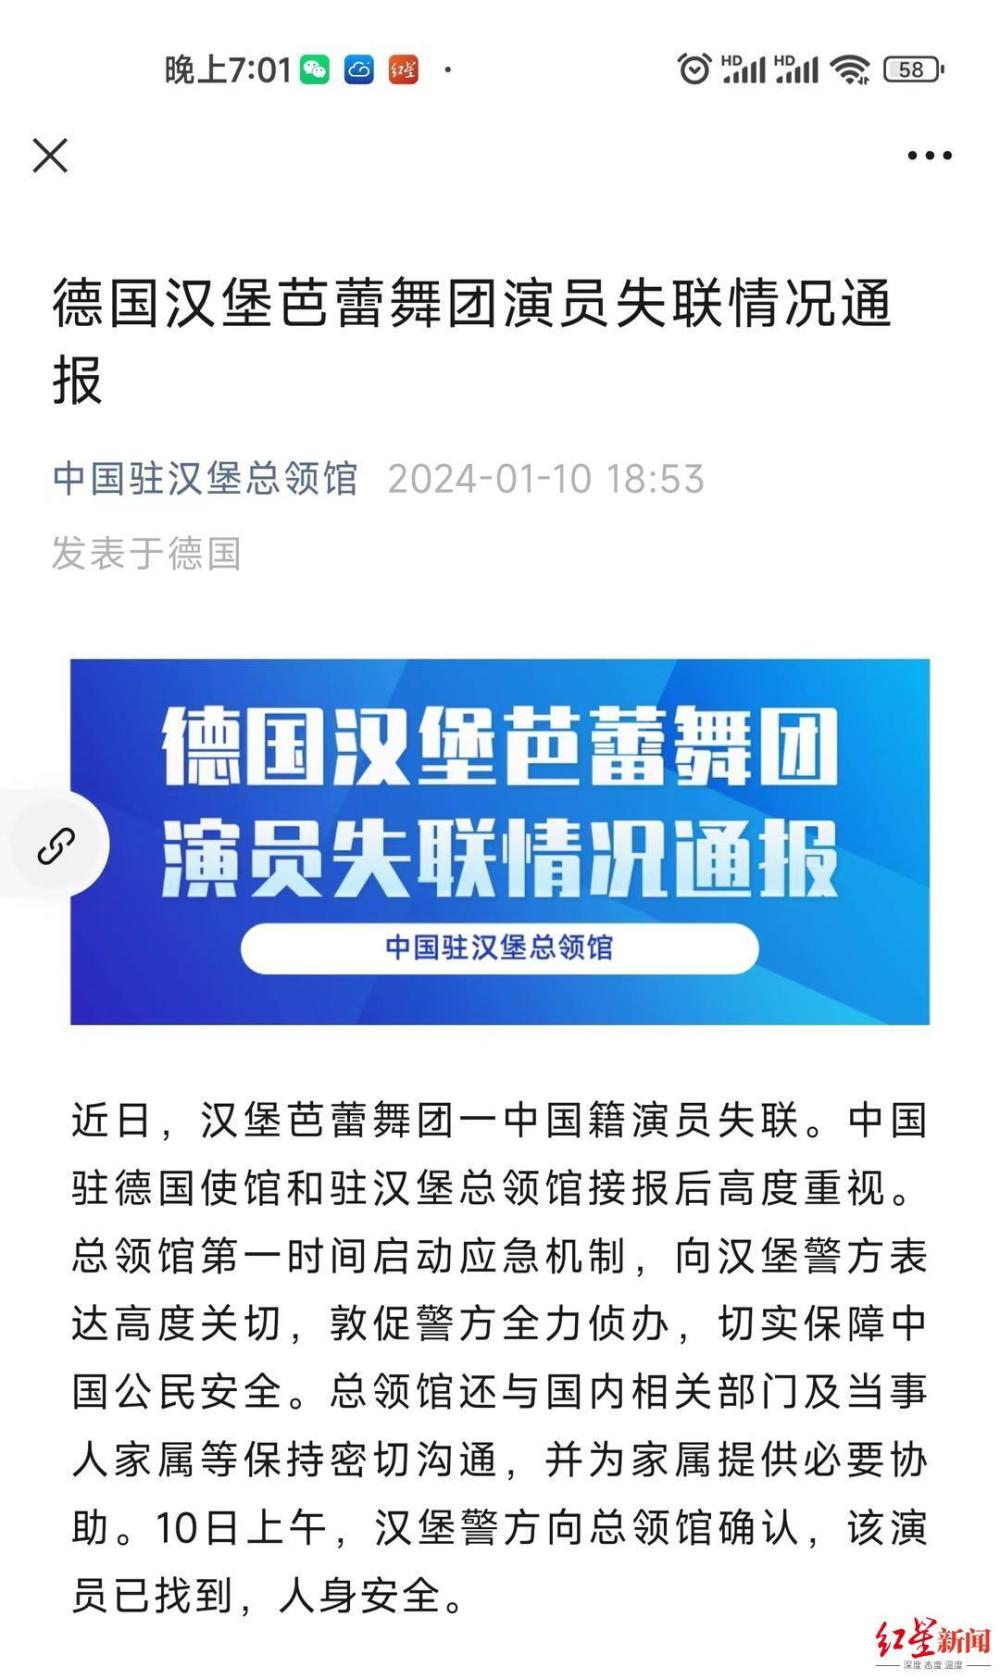 晚上7:01 红星 ·
HD HD 58
德国汉堡芭蕾舞团演员失联情况通
报
中国驻汉堡总领馆 2024-01-10 18:53
发表于德国
德国汉堡芭蕾舞团
演员失联情况通报
中国驻汉堡总领馆
近日，汉堡芭蕾舞团一中国籍演员失联。中国
驻德国使馆和驻汉堡总领馆接报后高度重视。
总领馆第一时间启动应急机制，向汉堡警方表
达高度关切，敦促警方全力侦办，切实保障中
国公民安全。总领馆还与国内相关部门及当事
人家属等保持密切沟通，并为家属提供必要协
助。10日上午，汉堡警方向总领馆确认，该演
员已找到，人身安全。
红星新闻
深度 态度 温度